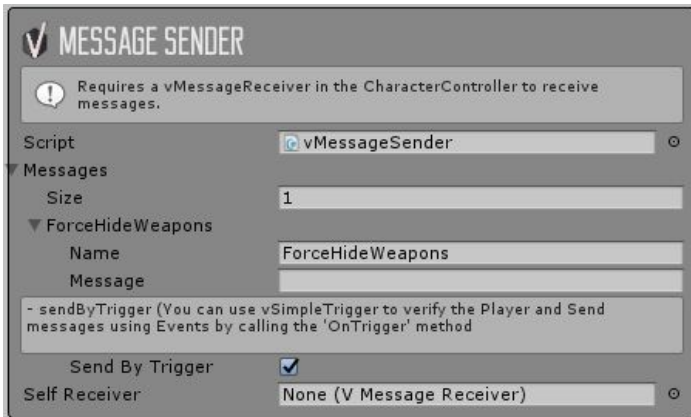 MESSAGE SENDER
Requires a vMessageReceiver in the CharacterController to receive
messages.
Script vMessageSender
Messages
Size 1
ForceHideWeapons
Name ForceHideWeapons
Message
- sendByTrigger (You can use vSimpleTrigger to verify the Player and Send
messages using Events by calling the 'OnTrigger' method
Send By Trigger
Self Receiver None (V Message Receiver)